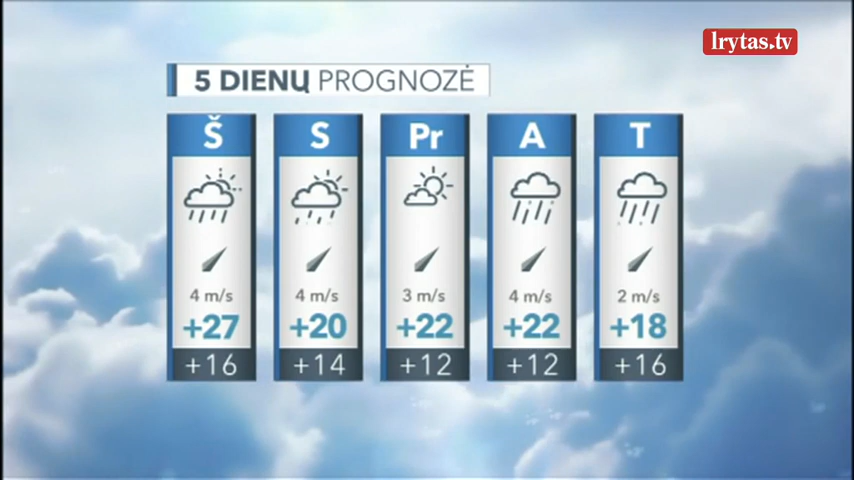 lrytas.tv
5 DIENŲ PROGNOZĖ
Š S Pr A T
4 m/s 4 m/s 3 m/s 4 m/s 2 m/s
+27 +20 +22 +22 +18
+16 +14 +12 +12 +16